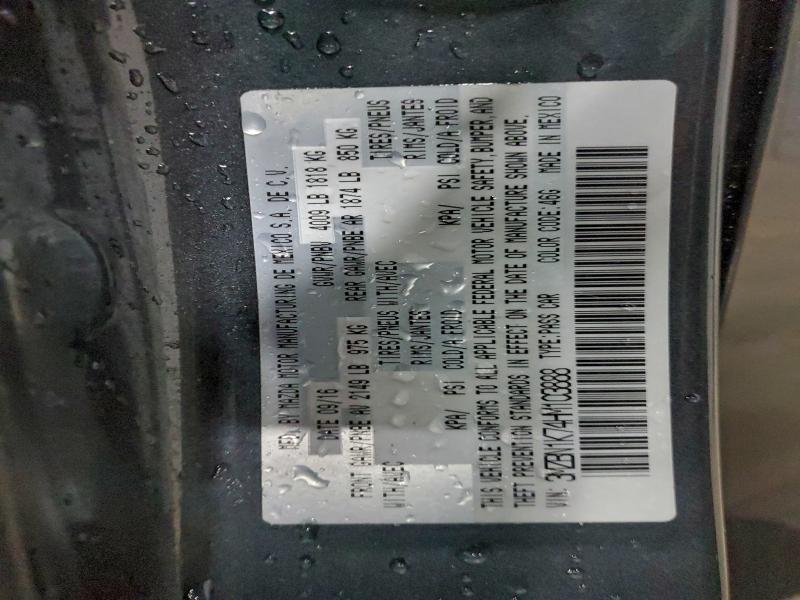 MFD. BY MAZDA MOTOR MANUFACTURING DE MEXICO S.A. DE C.V.
DATE 09/16 GVWR/PNBV 4009 LB 1818 KG
FRONT GAWR/PNBE AV 2149 LB 975 KG REAR GAWR/PNBE AR 1874 LB 850 KG
WITH/AVEC TIRES/PNEUS WITH/AVEC TIRES/PNEUS
RIMS/JANTES RIMS/JANTES
KPA/ PSI COLD/A FROID KPA/ PSI COLD/A FROID
THIS VEHICLE CONFORMS TO ALL APPLICABLE FEDERAL MOTOR VEHICLE SAFETY, BUMPER, AND
THEFT PREVENTION STANDARDS IN EFFECT ON THE DATE OF MANUFACTURE SHOWN ABOVE.
VIN: TYPE:PASS CAR COLOR CODE:46G MADE IN MEXICO